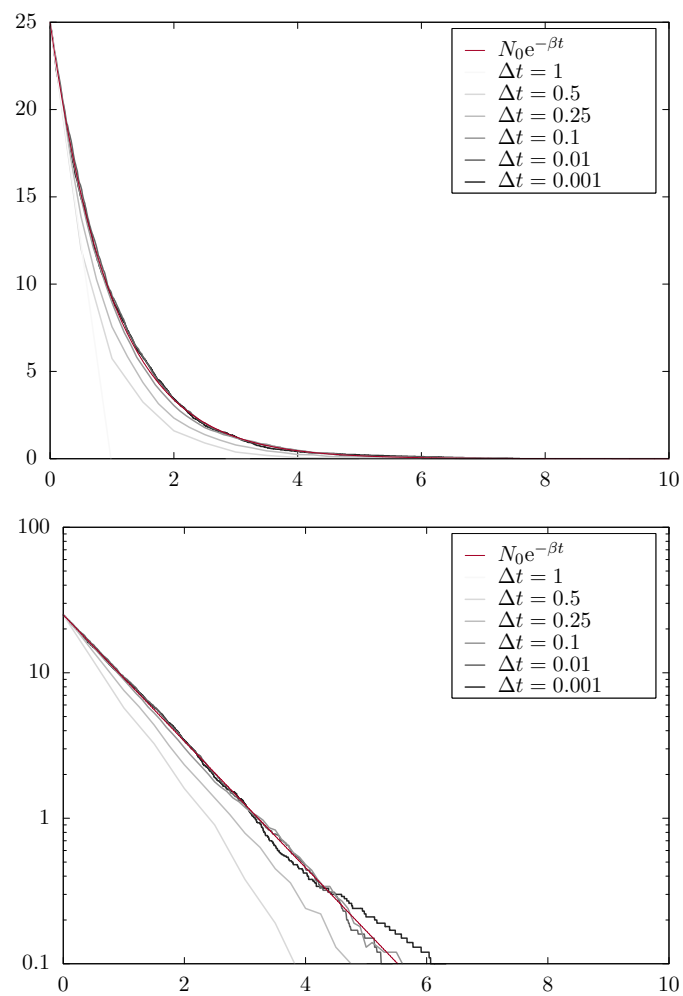 25
20
15
10
5
0
0 2 4 6 8 10
N₀e^{−βt}
Δt = 1
Δt = 0.5
Δt = 0.25
Δt = 0.1
Δt = 0.01
Δt = 0.001
100
10
1
0.1
0 2 4 6 8 10
N₀e^{−βt}
Δt = 1
Δt = 0.5
Δt = 0.25
Δt = 0.1
Δt = 0.01
Δt = 0.001